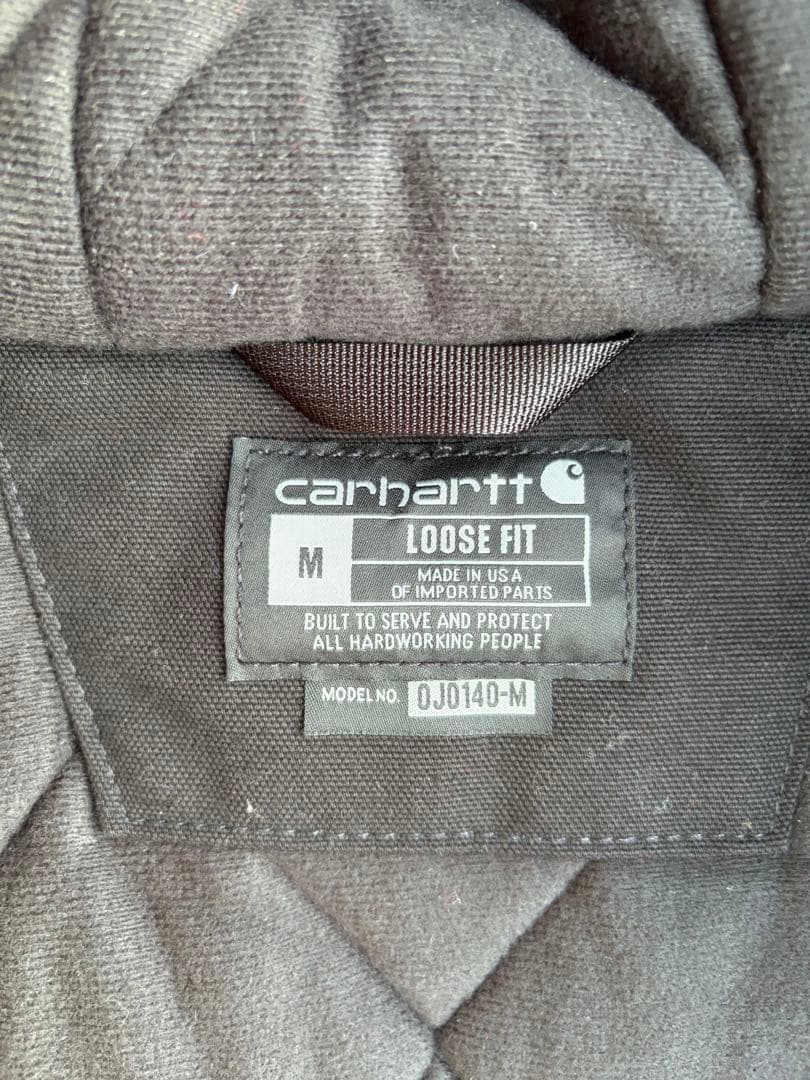 carhartt
M
LOOSE FIT
MADE IN USA
OF IMPORTED PARTS
BUILT TO SERVE AND PROTECT
ALL HARDWORKING PEOPLE
MODEL NO. 0J0140-M